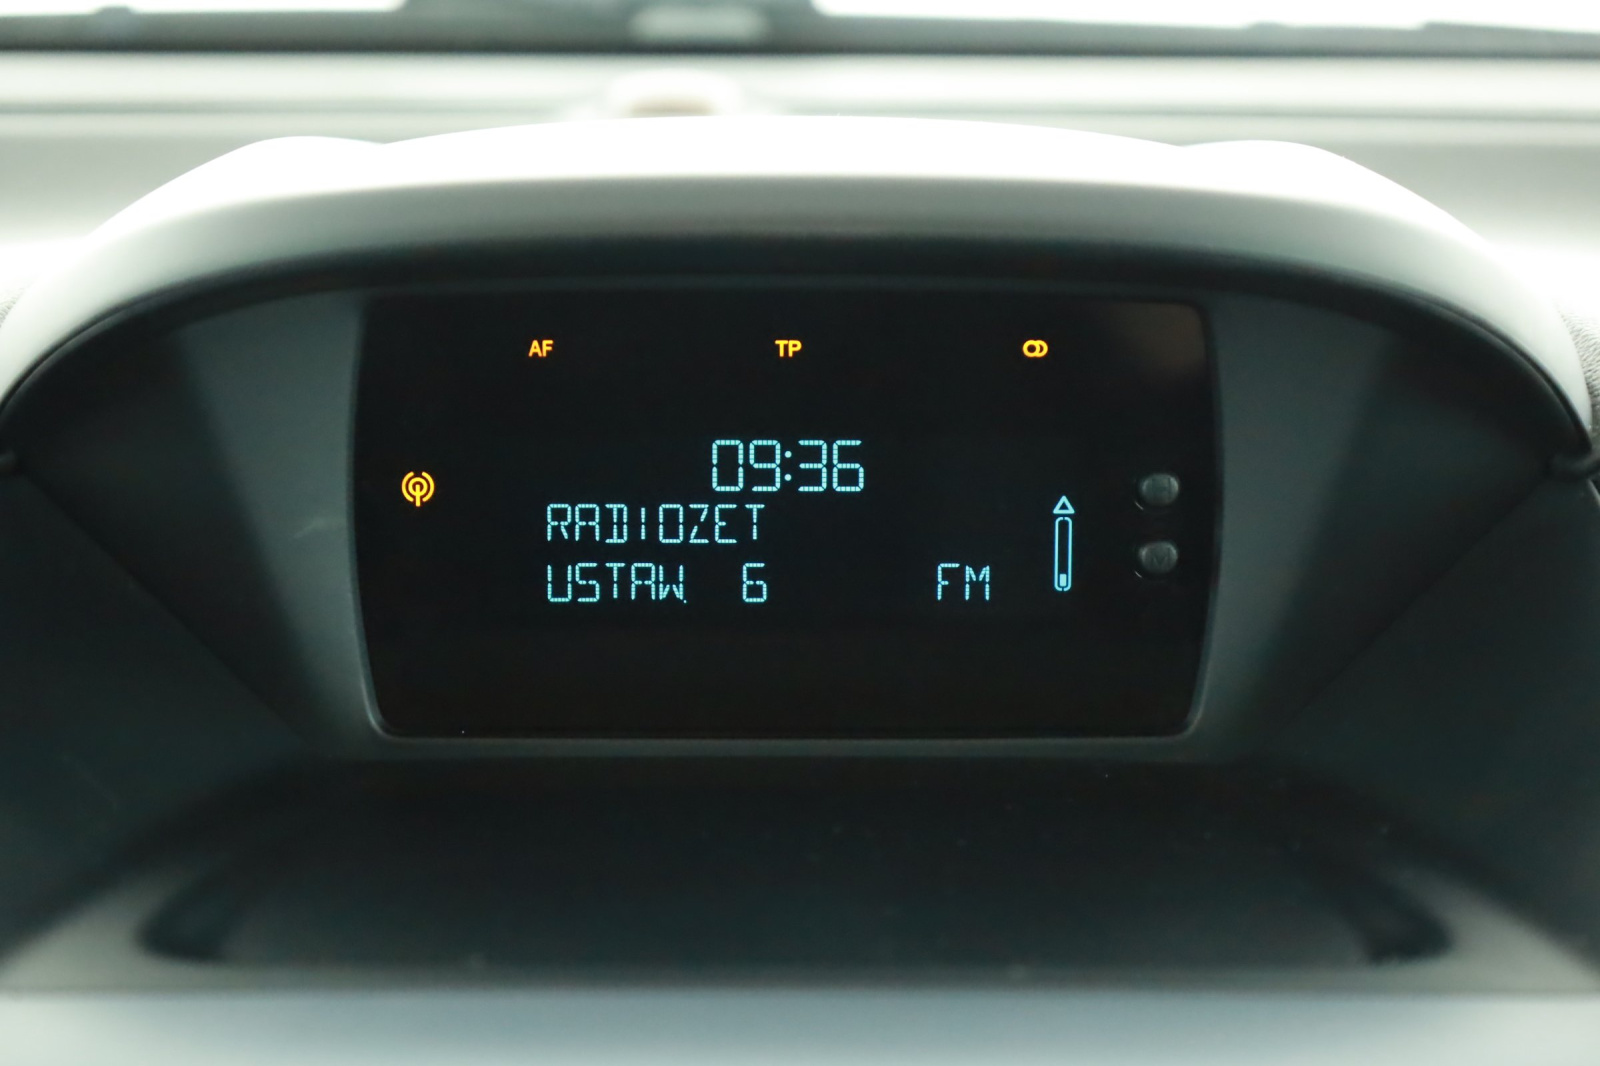 AF TP
09:36
RADIOZET
USTAW. 6 FM